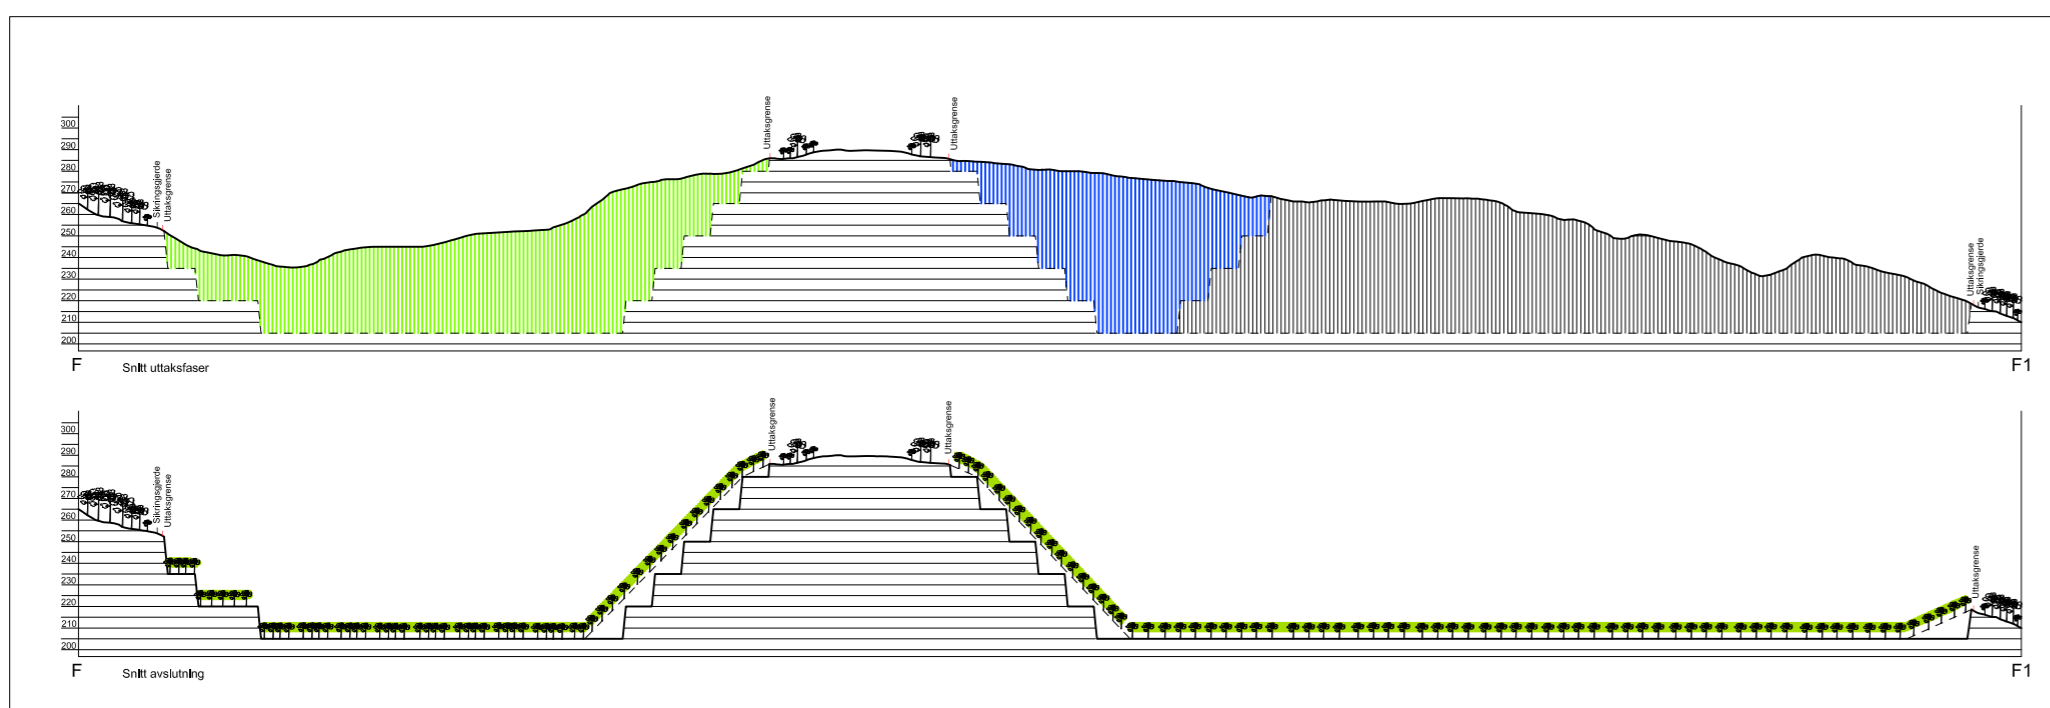 Uttaksgrense
Uttaksgrense
Sikringsgjerde
Uttaksgrense
Uttaksgrense
Sikringsgjerde
300
290
280
270
260
250
240
230
220
210
200
F
Snitt uttaksfaser
F1
Uttaksgrense
Uttaksgrense
Sikringsgjerde
Uttaksgrense
Uttaksgrense
300
290
280
270
260
250
240
230
220
210
200
F
Snitt avslutning
F1